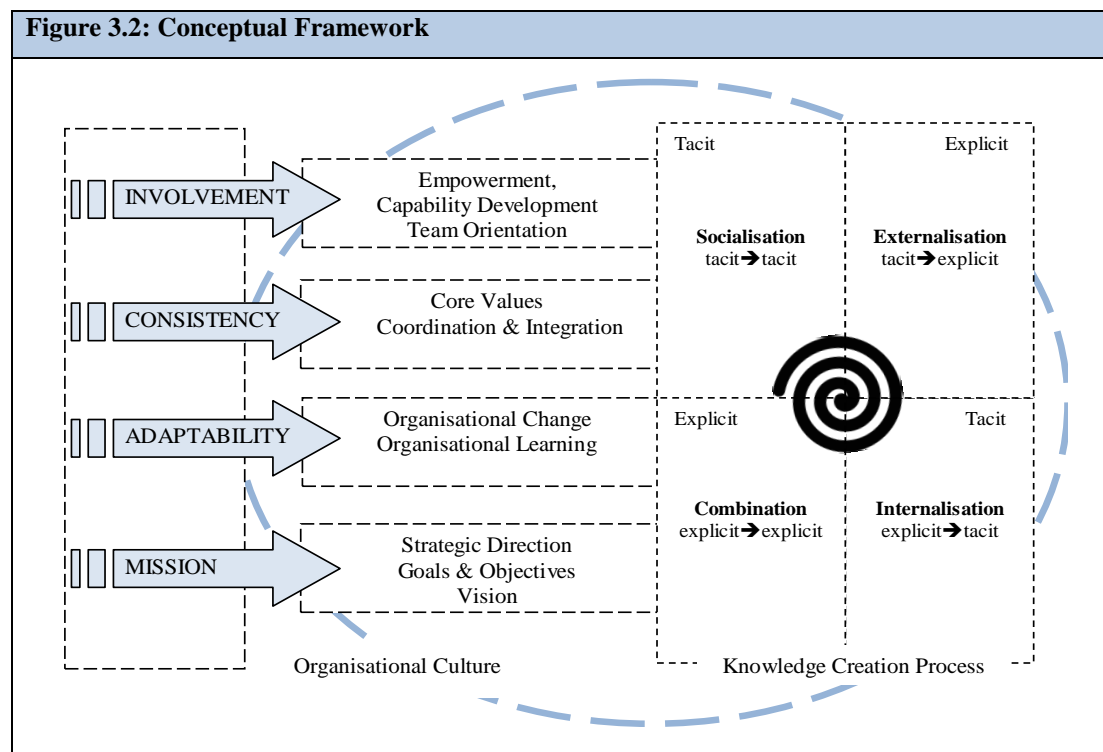 Figure 3.2: Conceptual Framework
INVOLVEMENT
Empowerment,
Capability Development
Team Orientation
CONSISTENCY
Core Values
Coordination & Integration
ADAPTABILITY
Organisational Change
Organisational Learning
MISSION
Strategic Direction
Goals & Objectives
Vision
Organisational Culture
Tacit
Explicit
Socialisation
tacit➔tacit
Externalisation
tacit➔explicit
Explicit
Tacit
Combination
explicit➔explicit
Internalisation
explicit➔tacit
Knowledge Creation Process